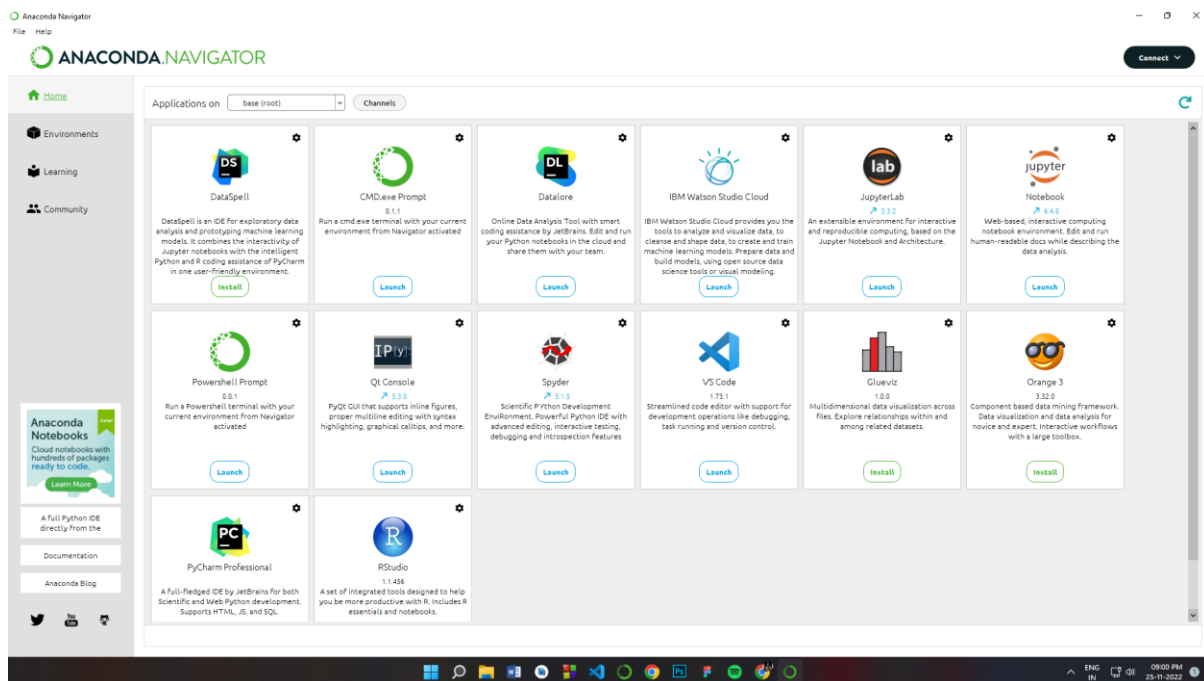 Anaconda Navigator
File Help
ANACONDA.NAVIGATOR
Connect
Home
Environments
Learning
Community
Applications on base (root) Channels
DS
DataSpell
DataSpell is an IDE for exploratory data
analysis and prototyping machine learning
models. It combines the interactivity of
Jupyter notebooks with the intelligent
Python and R coding assistance of PyCharm
in one user-friendly environment.
Install
CMD.exe Prompt
0.1.1
Run a cmd.exe terminal with your current
environment from Navigator activated
Launch
DL
Datalore
Online Data Analysis Tool with smart
coding assistance by JetBrains. Edit and run
your Python notebooks in the cloud and
share them with your team.
Launch
IBM Watson Studio Cloud
IBM Watson Studio Cloud provides you the
tools to analyze and visualize data, to
cleanse and shape data, to create and train
machine learning models. Prepare data and
build models, using open source data
science tools or visual modeling.
Launch
lab
JupyterLab
3.3.2
An extensible environment for interactive
and reproducible computing, based on the
Jupyter Notebook and Architecture.
Launch
jupyter
Notebook
6.4.8
Web-based, interactive computing
notebook environment. Edit and run
human-readable docs while describing the
data analysis.
Launch
Powershell Prompt
0.0.1
Run a Powershell terminal with your
current environment from Navigator
activated
Launch
IP[y]:
Qt Console
5.3.0
PyQt GUI that supports inline figures,
proper multiline editing with syntax
highlighting, graphical calltips, and more.
Launch
Spyder
5.1.5
Scientific PYthon Development
EnviRonment. Powerful Python IDE with
advanced editing, interactive testing,
debugging and introspection features
Launch
VS Code
1.73.1
Streamlined code editor with support for
development operations like debugging,
task running and version control.
Launch
Glueviz
1.0.0
Multidimensional data visualization across
files. Explore relationships within and
among related datasets.
Install
Orange 3
3.32.0
Component based data mining framework.
Data visualization and data analysis for
novice and expert. Interactive workflows
with a large toolbox.
Install
PC
PyCharm Professional
A full-fledged IDE by JetBrains for both
Scientific and Web Python development.
Supports HTML, JS, and SQL.
R
RStudio
1.1.456
A set of integrated tools designed to help
you be more productive with R. Includes R
essentials and notebooks.
Anaconda
Notebooks
Cloud notebooks with
hundreds of packages
ready to code.
Learn More
A full Python IDE
directly from the
Documentation
Anaconda Blog
You
Tube
Ps
ENG
IN
09:00 PM
25-11-2022